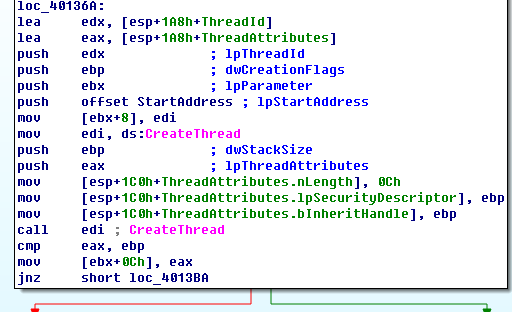 loc_40136A:
lea edx, [esp+1A8h+ThreadId]
lea eax, [esp+1A8h+ThreadAttributes]
push edx ; lpThreadId
push ebp ; dwCreationFlags
push ebx ; lpParameter
push offset StartAddress ; lpStartAddress
mov [ebx+8], edi
mov edi, ds:CreateThread
push ebp ; dwStackSize
push eax ; lpThreadAttributes
mov [esp+1C0h+ThreadAttributes.nLength], 0Ch
mov [esp+1C0h+ThreadAttributes.lpSecurityDescriptor], ebp
mov [esp+1C0h+ThreadAttributes.bInheritHandle], ebp
call edi ; CreateThread
cmp eax, ebp
mov [ebx+0Ch], eax
jnz short loc_4013BA